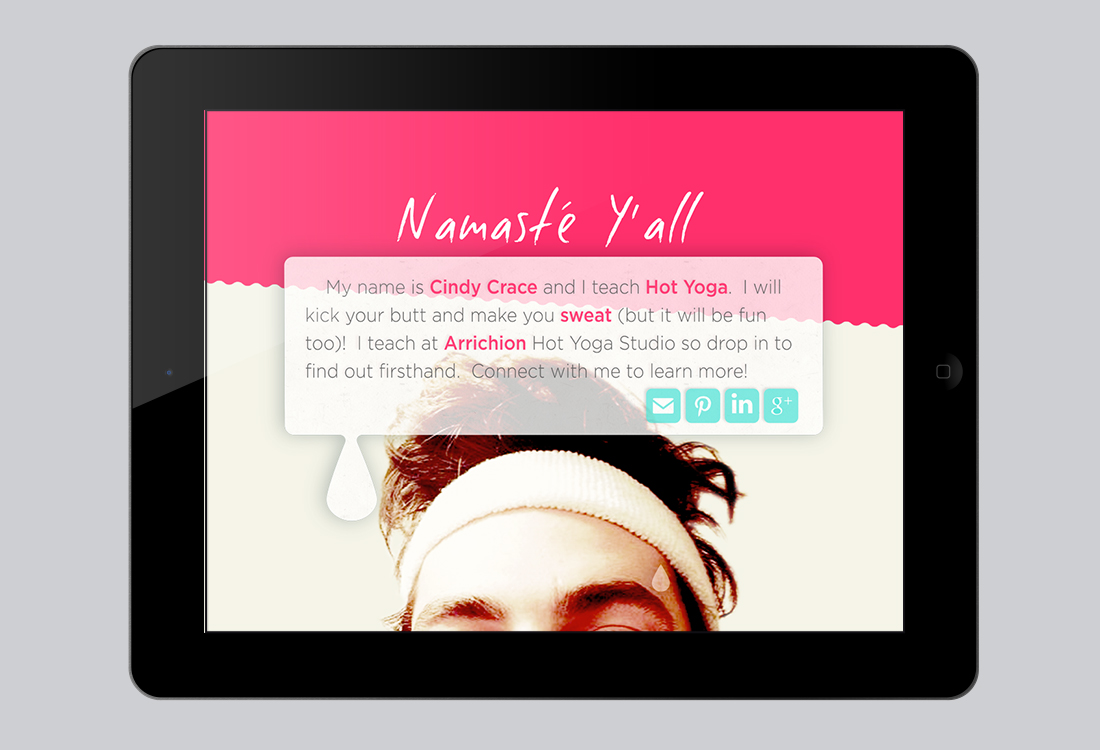 Namasté Y'all
My name is Cindy Crace and I teach Hot Yoga.  I will
kick your butt and make you sweat (but it will be fun
too)!  I teach at Arrichion Hot Yoga Studio so drop in to
find out firsthand.  Connect with me to learn more!
in g+